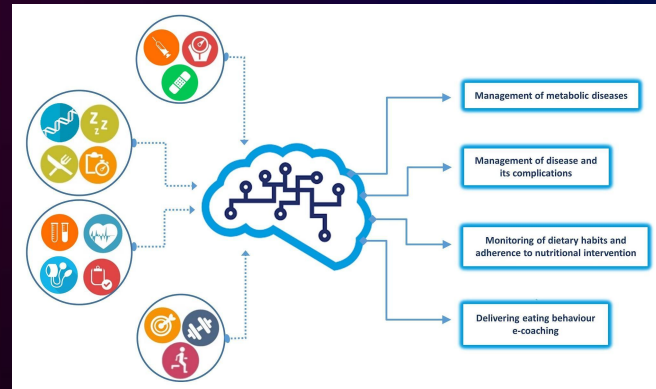 Z Z Z
Management of metabolic diseases
Management of disease and
its complications
Monitoring of dietary habits and
adherence to nutritional intervention
Delivering eating behaviour
e-coaching